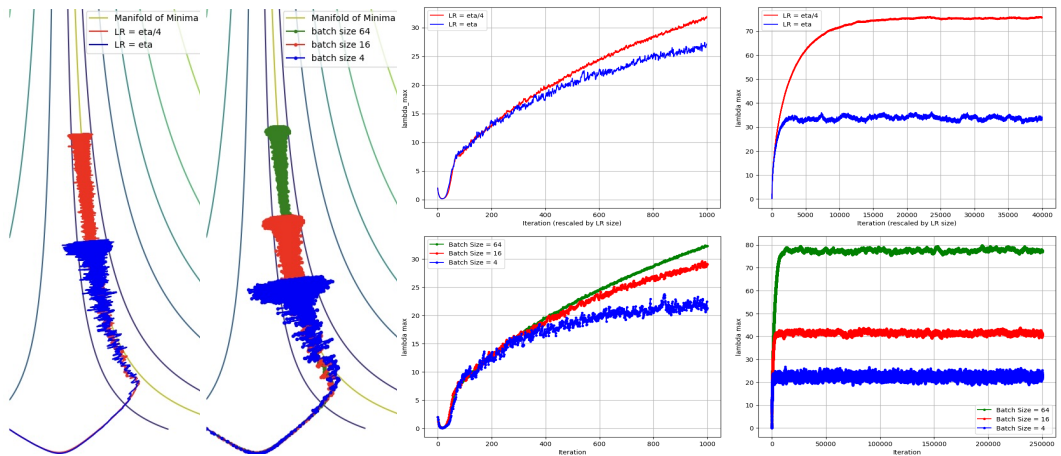 Manifold of Minima
LR = eta/4
LR = eta
Manifold of Minima
batch size 64
batch size 16
batch size 4
LR = eta/4
LR = eta
lambda_max
30
25
20
15
10
5
0
0 200 400 600 800 1000
Iteration (rescaled by LR size)
LR = eta/4
LR = eta
lambda max
70
60
50
40
30
20
10
0
0 5000 10000 15000 20000 25000 30000 35000 40000
Iteration (rescaled by LR size)
Batch Size = 64
Batch Size = 16
Batch Size = 4
lambda max
30
25
20
15
10
5
0
0 200 400 600 800 1000
Iteration
lambda max
80
70
60
50
40
30
20
10
0
Batch Size = 64
Batch Size = 16
Batch Size = 4
0 50000 100000 150000 200000 250000
Iteration